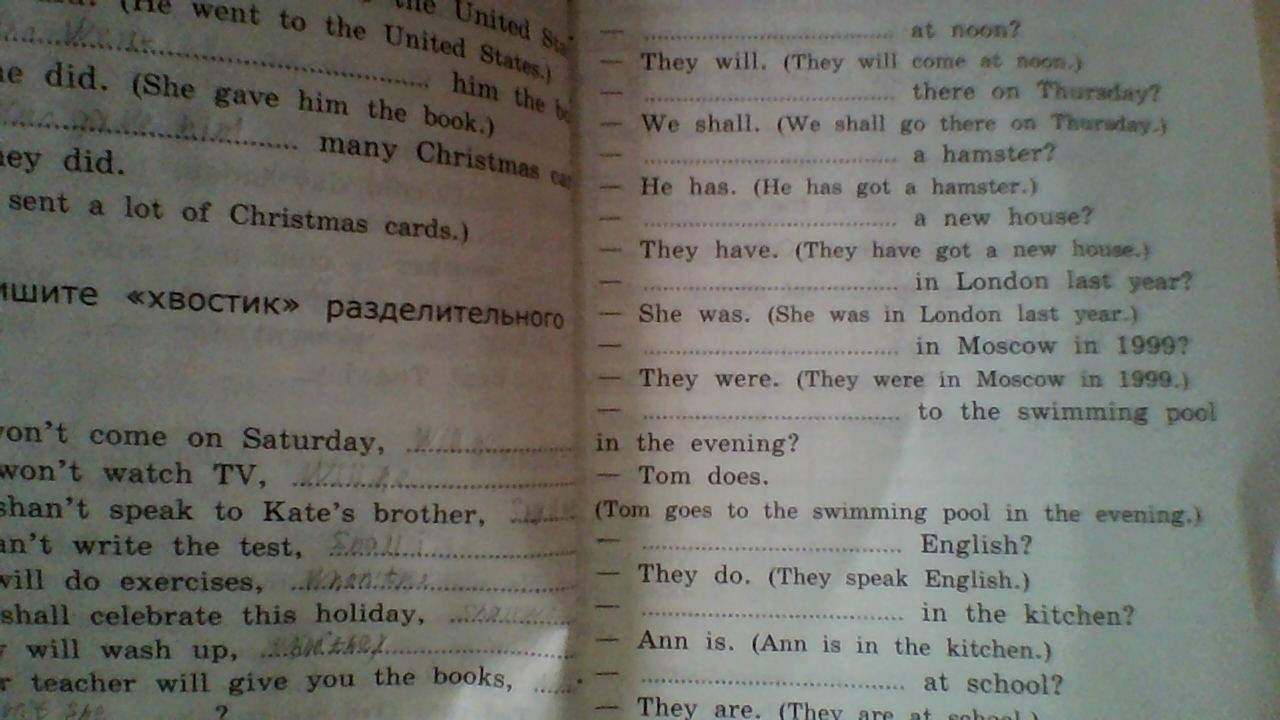 (He went to the United States.)
him the
did. (She gave him the book.)
many Christmas
did.
sent a lot of Christmas cards.)
«хвостик» разделительного
won't come on Saturday,
won't watch TV,
shan't speak to Kate's brother,
write the test,
will do exercises,
shall celebrate this holiday,
will wash up,
teacher will give you the books,
?
— at noon?
— They will. (They will come at noon.)
— there on Thursday?
— We shall. (We shall go there on Thursday.)
— a hamster?
— He has. (He has got a hamster.)
— a new house?
— They have. (They have got a new house.)
— in London last year?
— She was. (She was in London last year.)
— in Moscow in 1999?
— They were. (They were in Moscow in 1999.)
— to the swimming pool
in the evening?
— Tom does.
(Tom goes to the swimming pool in the evening.)
— English?
— They do. (They speak English.)
— in the kitchen?
— Ann is. (Ann is in the kitchen.)
— at school?
— They are. (They are at school.)